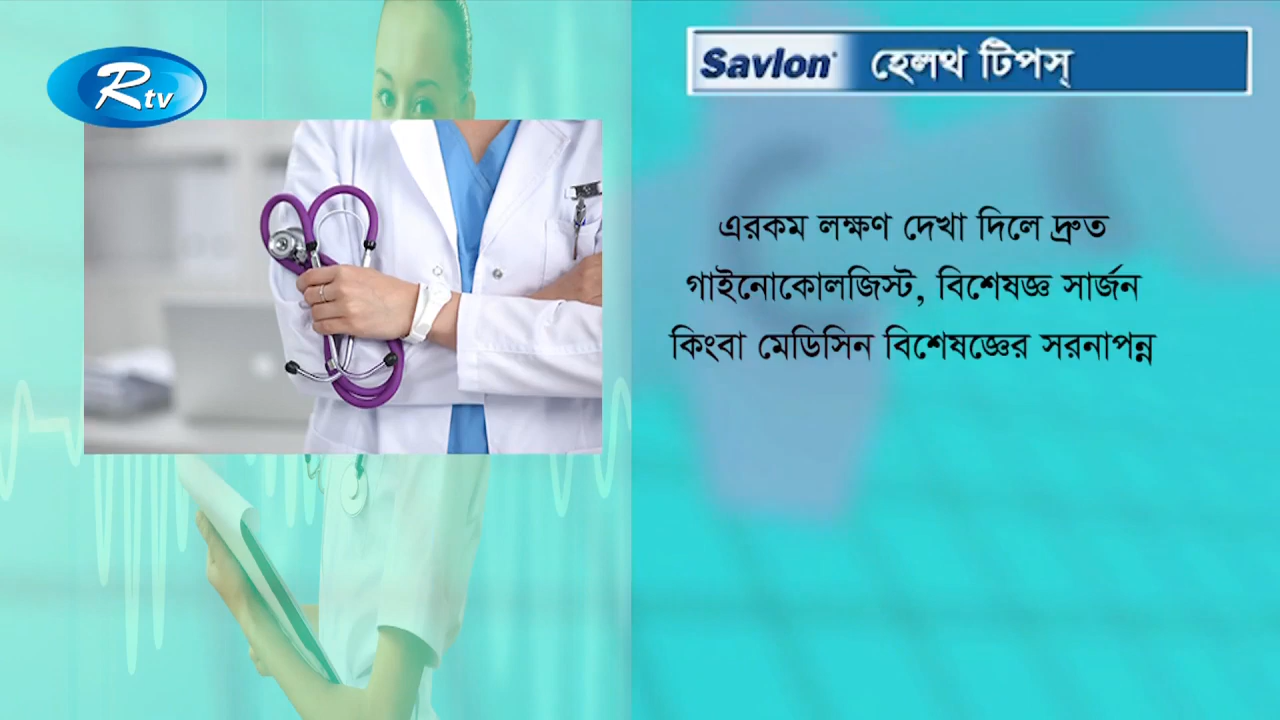 Rtv
Savlon হেলথ টিপস্
এরকম লক্ষণ দেখা দিলে দ্রুত
গাইনোকোলজিস্ট, বিশেষজ্ঞ সার্জন
কিংবা মেডিসিন বিশেষজ্ঞের সরনাপন্ন